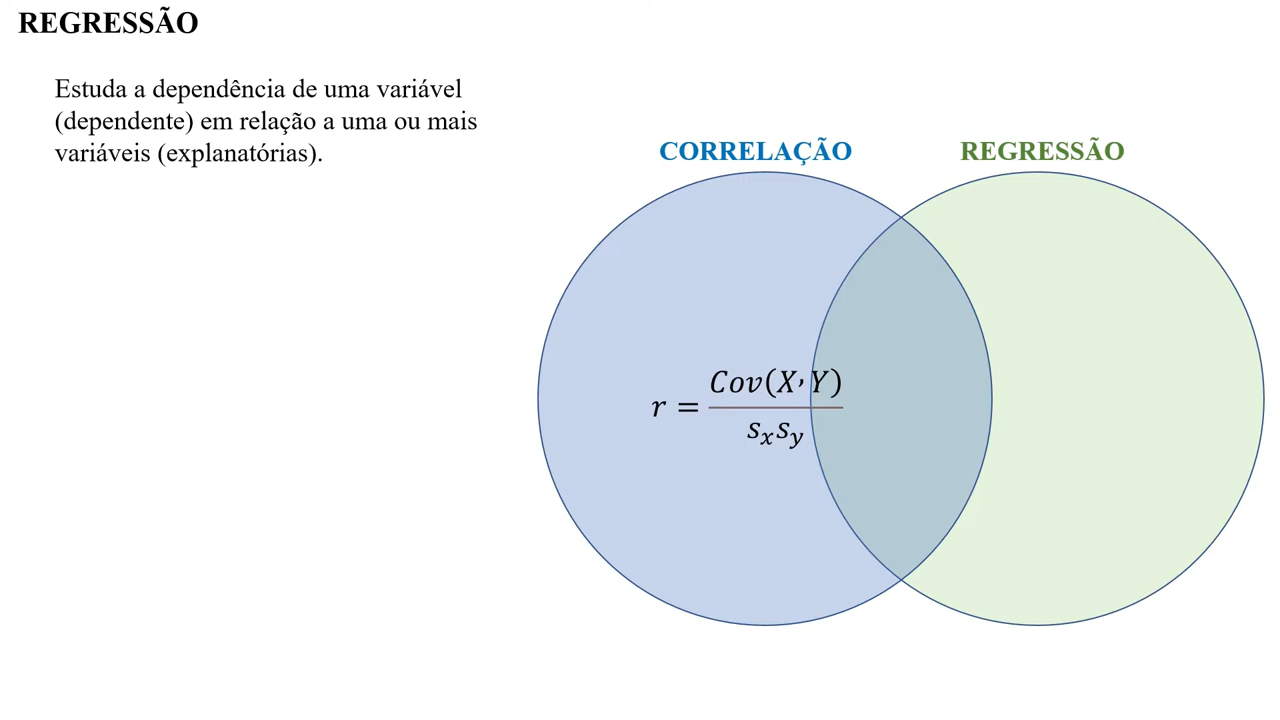 REGRESSÃO
Estuda a dependência de uma variável
(dependente) em relação a uma ou mais
variáveis (explanatórias).
CORRELAÇÃO
REGRESSÃO
r = Cov(X,Y)
s_x s_y